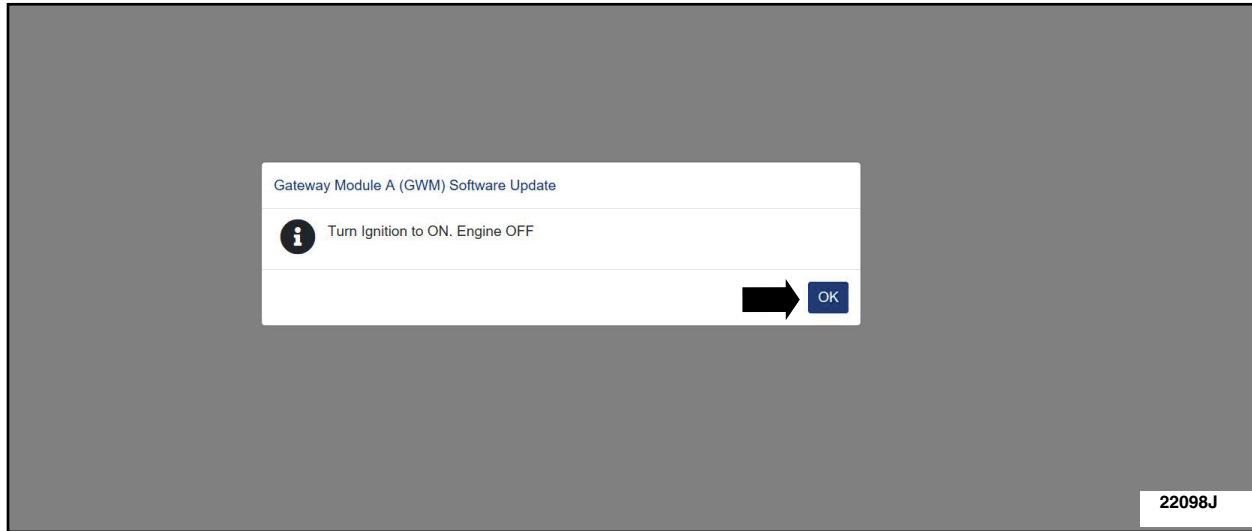 Gateway Module A (GWM) Software Update
Turn Ignition to ON. Engine OFF
OK
22098J